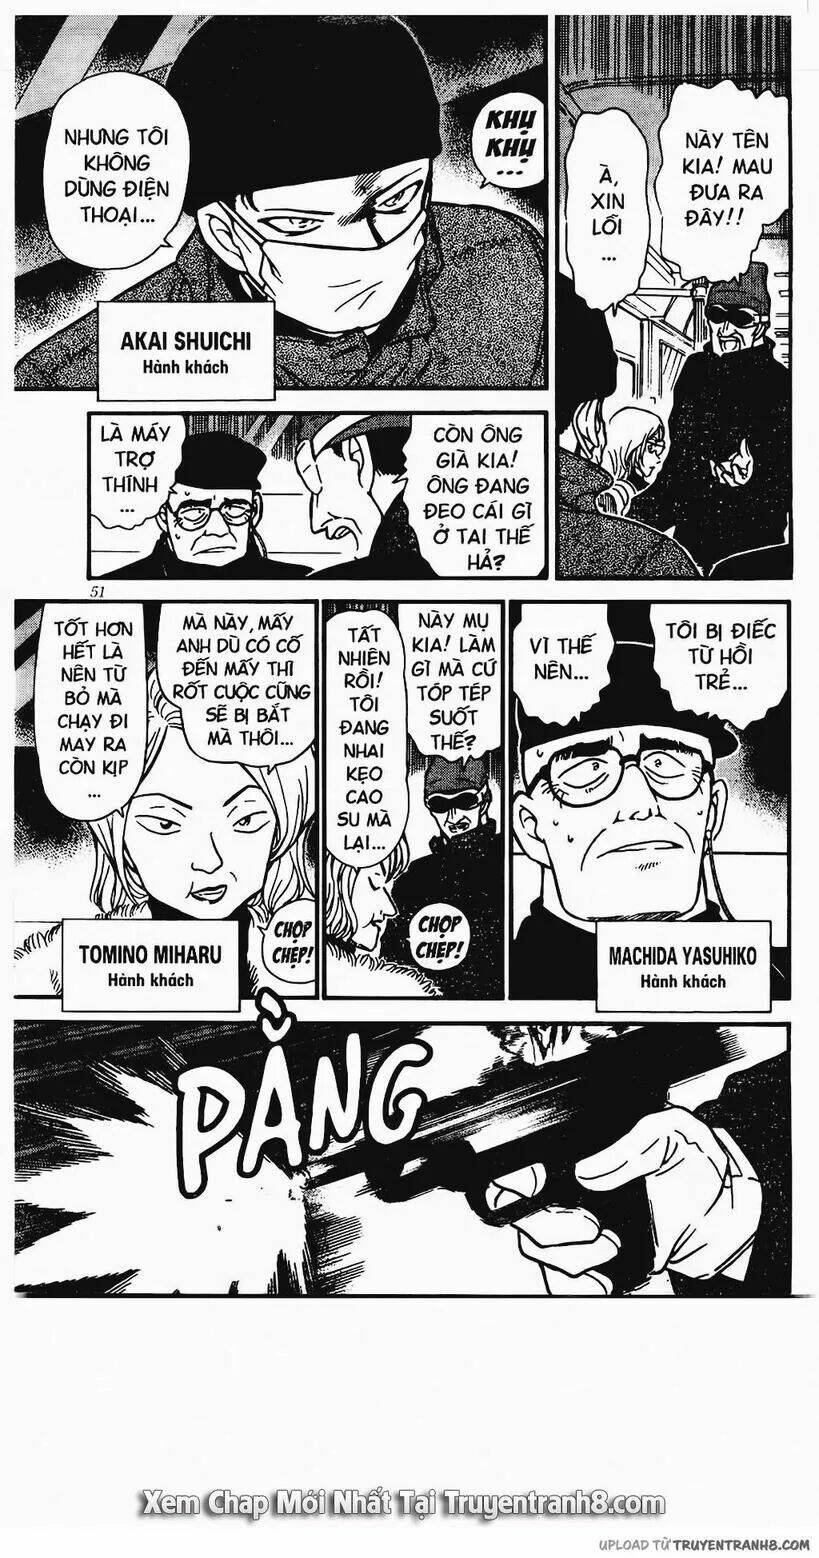 NÀY TÊN
KIA! MAU
ĐƯA RA
ĐÂY!!
À,
XIN
LỖI
...
KHỤ
KHỤ
...
NHƯNG TÔI
KHÔNG
DÙNG ĐIỆN
THOẠI...
AKAI SHUICHI
Hành khách
CÒN ÔNG
GIÀ KIA!
ÔNG ĐANG
ĐEO CÁI GÌ
Ở TAI THẾ
HẢ?
LÀ MÁY
TRỢ
THÍNH
...
51
TÔI BỊ ĐIẾC
TỪ HỒI
TRẺ...
VÌ THẾ
NÊN...
MACHIDA YASUHIKO
Hành khách
NÀY MỤ
KIA! LÀM
GÌ MÀ CỨ
TÓP TÉP
SUỐT
THẾ?
TẤT
NHIÊN
RỒI!
TÔI
ĐANG
NHAI
KẸO
CAO
SU MÀ
LẠI...
CHỌP
CHẸP!
MÀ NÀY, MẤY
ANH DÙ CÓ CỐ
ĐẾN MẤY THÌ
RỐT CUỘC CŨNG
SẼ BỊ BẮT
MÀ THÔI...
TỐT HƠN
HẾT LÀ
NÊN TỪ
BỎ MÀ
CHẠY ĐI
MAY RA
CÒN KỊP
...
CHỌP
CHẸP!
TOMINO MIHARU
Hành khách
PẰNG
Xem Chap Mới Nhất Tại Truyentranh8.com
UPLOAD TỪ TRUYENTRANH8.COM